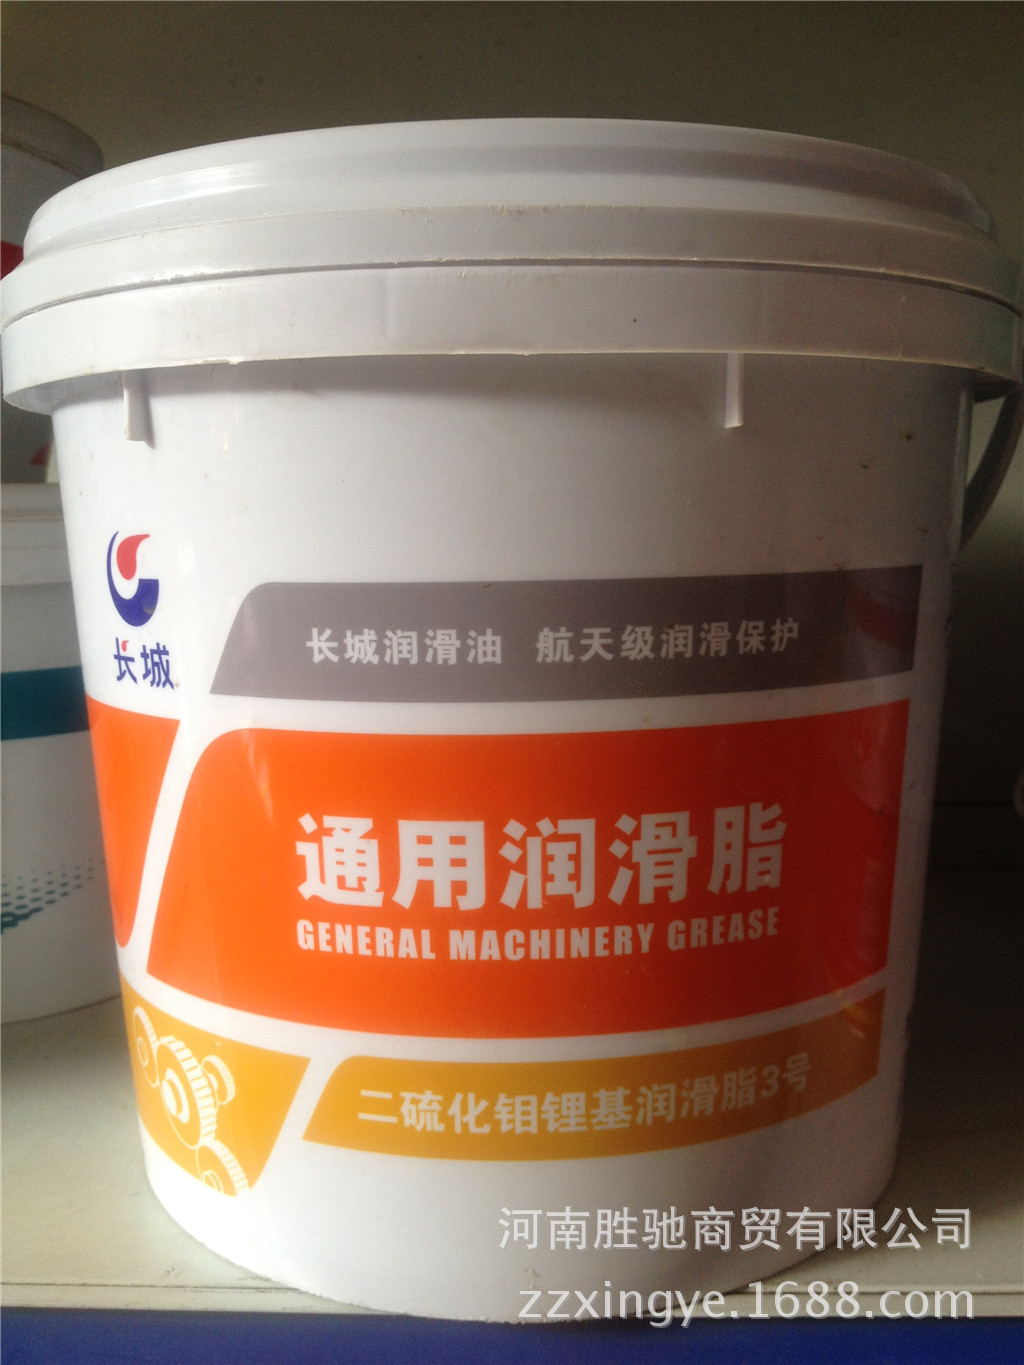 长城
长城润滑油 航天级润滑保护
通用润滑脂
GENERAL MACHINERY GREASE
二硫化钼锂基润滑脂3号
河南胜驰商贸有限公司
zzxingye.1688.com